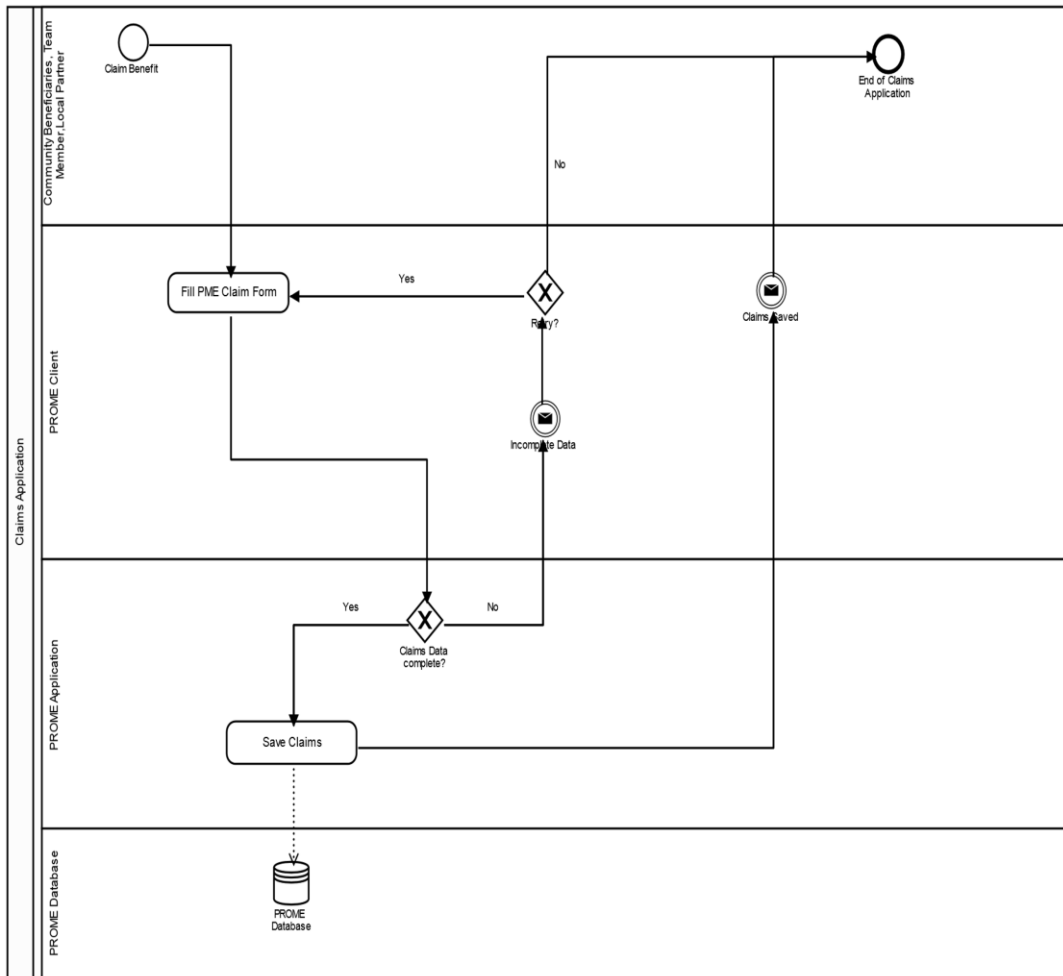 Claims Application
Community Beneficiaries , Team
Member,Local Partner
Claim Benefit
End of Claims
Application
No
PROME Client
Fill PME Claim Form
Yes
Retry?
Claims Saved
Incomplete Data
PROME Application
Yes
No
Claims Data
complete?
Save Claims
PROME Database
PROME
Database